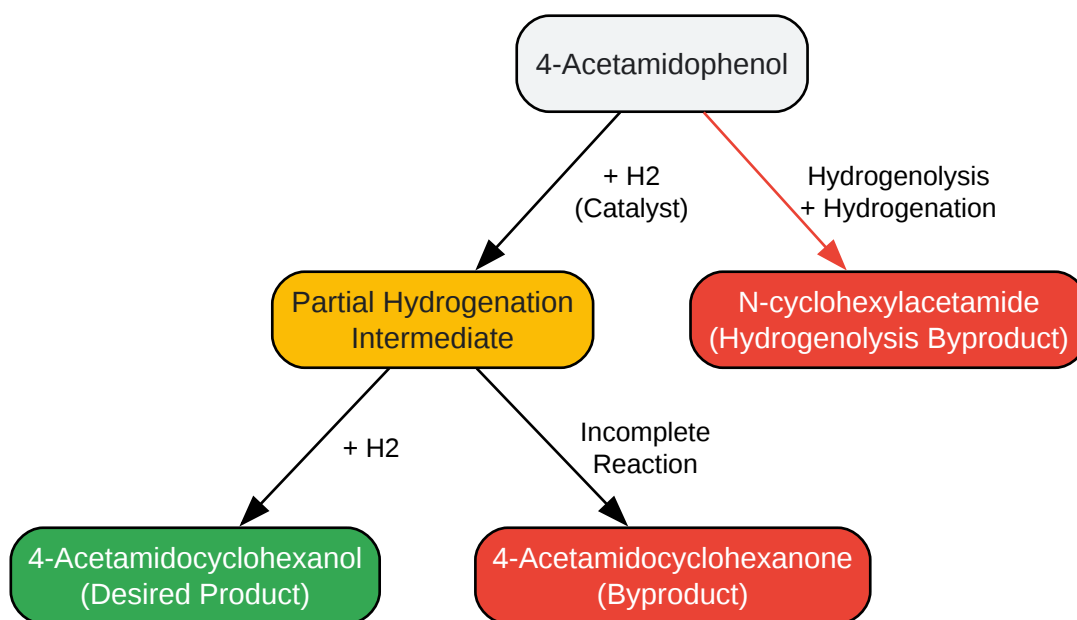 4-Acetamidophenol
+ H2
(Catalyst)
Hydrogenolysis
+ Hydrogenation
Partial Hydrogenation
Intermediate
N-cyclohexylacetamide
(Hydrogenolysis Byproduct)
+ H2
Incomplete
Reaction
4-Acetamidocyclohexanol
(Desired Product)
4-Acetamidocyclohexanone
(Byproduct)